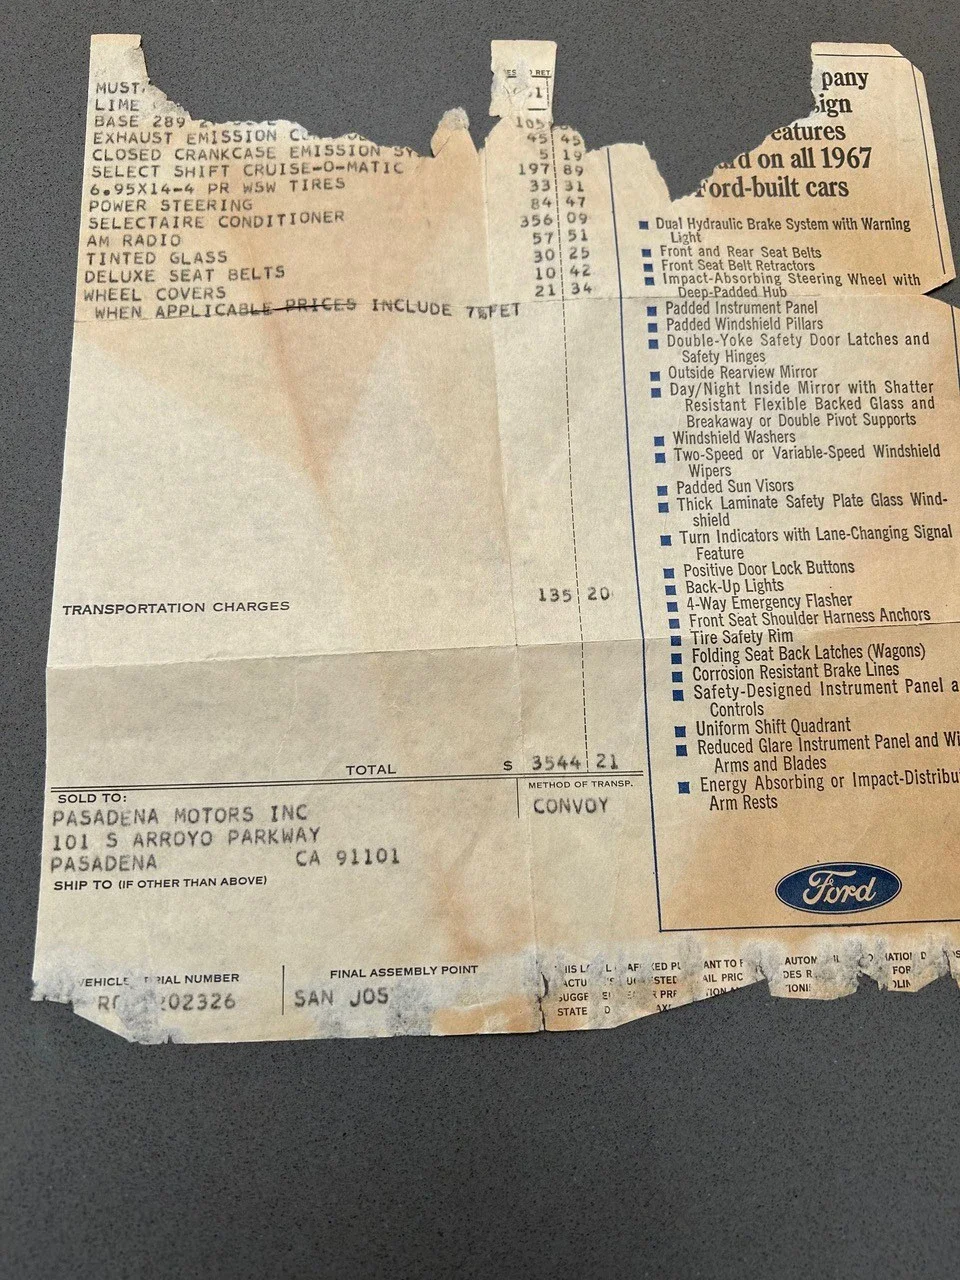 MUST
LIME
BASE 289 105
EXHAUST EMISSION 45 45
CLOSED CRANKCASE EMISSION SY 5 19
SELECT SHIFT CRUISE-O-MATIC 197 89
6.95X14-4 PR WSW TIRES 33 31
POWER STEERING 84 47
SELECTAIRE CONDITIONER 356 09
AM RADIO 57 51
TINTED GLASS 30 25
DELUXE SEAT BELTS 10 42
WHEEL COVERS 21 34
WHEN APPLICABLE PRICES INCLUDE 7%FET
TRANSPORTATION CHARGES 135 20
TOTAL $ 3544 21
SOLD TO:
PASADENA MOTORS INC
101 S ARROYO PARKWAY
PASADENA CA 91101
SHIP TO (IF OTHER THAN ABOVE)
METHOD OF TRANSP.
CONVOY
VEHICLE RIAL NUMBER
02326
FINAL ASSEMBLY POINT
SAN JOS
pany
sign
eatures
ard on all 1967
Ford-built cars
Dual Hydraulic Brake System with Warning
Light
Front and Rear Seat Belts
Front Seat Belt Retractors
Impact-Absorbing Steering Wheel with
Deep-Padded Hub
Padded Instrument Panel
Padded Windshield Pillars
Double-Yoke Safety Door Latches and
Safety Hinges
Outside Rearview Mirror
Day/Night Inside Mirror with Shatter
Resistant Flexible Backed Glass and
Breakaway or Double Pivot Supports
Windshield Washers
Two-Speed or Variable-Speed Windshield
Wipers
Padded Sun Visors
Thick Laminate Safety Plate Glass Wind-
shield
Turn Indicators with Lane-Changing Signal
Feature
Positive Door Lock Buttons
Back-Up Lights
4-Way Emergency Flasher
Front Seat Shoulder Harness Anchors
Tire Safety Rim
Folding Seat Back Latches (Wagons)
Corrosion Resistant Brake Lines
Safety-Designed Instrument Panel a
Controls
Uniform Shift Quadrant
Reduced Glare Instrument Panel and Wi
Arms and Blades
Energy Absorbing or Impact-Distribu
Arm Rests
Ford
STATE